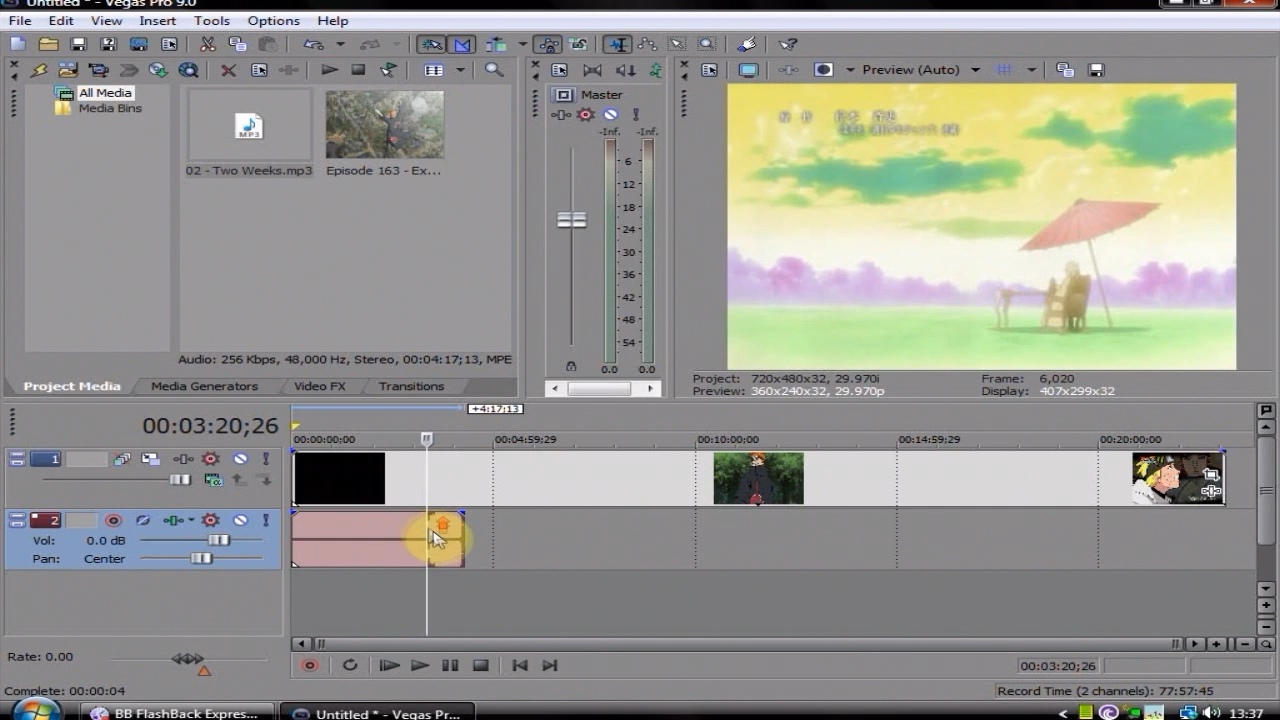 Untitled * - Vegas Pro 9.0
File Edit View Insert Tools Options Help
Preview (Auto)
All Media
Media Bins
MP3
02 - Two Weeks.mp3 Episode 163 - Ex...
Master
-Inf. -Inf.
6
12
18
24
30
36
42
48
54
0.0 0.0
Audio: 256 Kbps, 48,000 Hz, Stereo, 00:04:17;13, MPE
Project Media Media Generators Video FX Transitions
Project: 720x480x32, 29.970i Frame: 6,020
Preview: 360x240x32, 29.970p Display: 407x299x32
+4:17;13
00:03:20;26
00:00:00;00 00:04:59;29 00:10:00;00 00:14:59;29 00:20:00;00
1
2
Vol: 0.0 dB
Pan: Center
Rate: 0.00
00:03:20;26
Complete: 00:00:04
Record Time (2 channels): 77:57:45
BB FlashBack Expres... Untitled * - Vegas Pr... 13:37